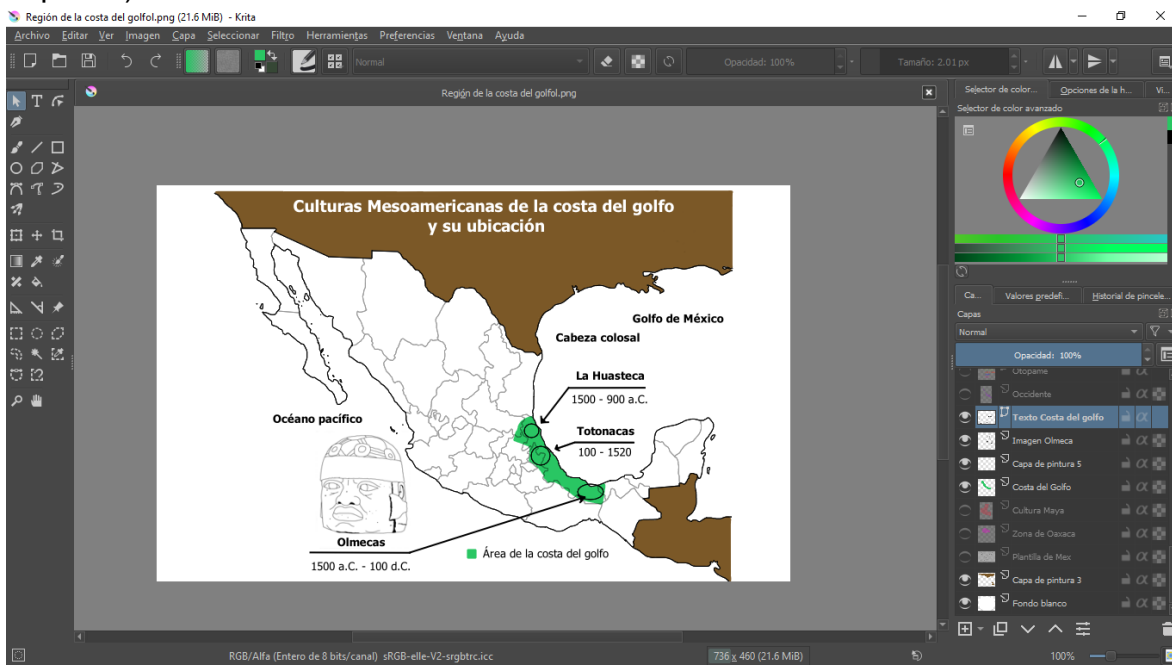 Región de la costa del golfol.png (21.6 MiB) - Krita
Archivo Editar Ver Imagen Capa Seleccionar Filtro Herramientas Preferencias Ventana Ayuda
Normal
Opacidad: 100%
Tamaño: 2.01 px
Región de la costa del golfol.png
Selector de color... Opciones de la h... Vi...
Selector de color avanzado
Culturas Mesoamericanas de la costa del golfo
y su ubicación
Golfo de México
Cabeza colosal
La Huasteca
1500 - 900 a.C.
Océano pacífico
Totonacas
100 - 1520
Olmecas
1500 a.C. - 100 d.C.
Área de la costa del golfo
Ca... Valores predefi... Historial de pincele...
Capas
Normal
Opacidad: 100%
Otopame
Occidente
Texto Costa del golfo
Imagen Olmeca
Capa de pintura 5
Costa del Golfo
Cultura Maya
Zona de Oaxaca
Plantilla de Mex
Capa de pintura 3
Fondo blanco
RGB/Alfa (Entero de 8 bits/canal) sRGB-elle-V2-srgbtrc.icc
736 x 460 (21.6 MiB)
100%